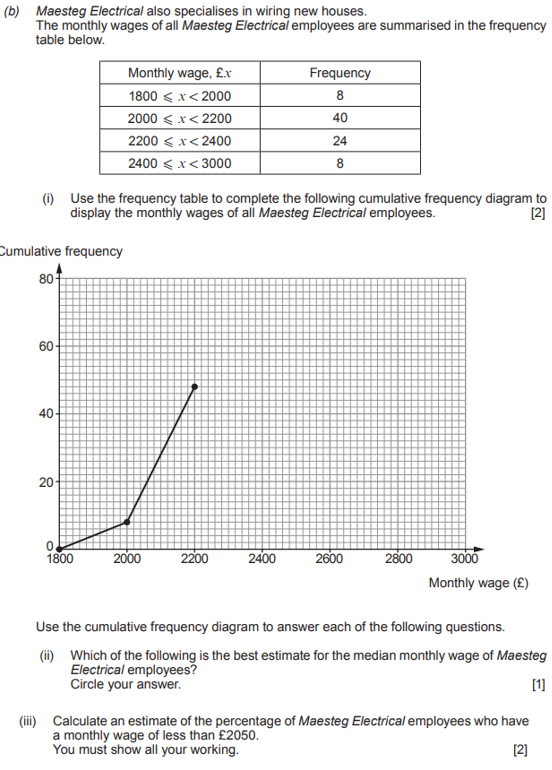 (b) Maesteg Electrical also specialises in wiring new houses.
The monthly wages of all Maesteg Electrical employees are summarised in the frequency
table below.
Monthly wage, £x Frequency
1800 ⩽ x < 2000 8
2000 ⩽ x < 2200 40
2200 ⩽ x < 2400 24
2400 ⩽ x < 3000 8
(i) Use the frequency table to complete the following cumulative frequency diagram to
display the monthly wages of all Maesteg Electrical employees. [2]
Cumulative frequency
80
60
40
20
0
1800 2000 2200 2400 2600 2800 3000
Monthly wage (£)
Use the cumulative frequency diagram to answer each of the following questions.
(ii) Which of the following is the best estimate for the median monthly wage of Maesteg
Electrical employees?
Circle your answer. [1]
(iii) Calculate an estimate of the percentage of Maesteg Electrical employees who have
a monthly wage of less than £2050.
You must show all your working. [2]